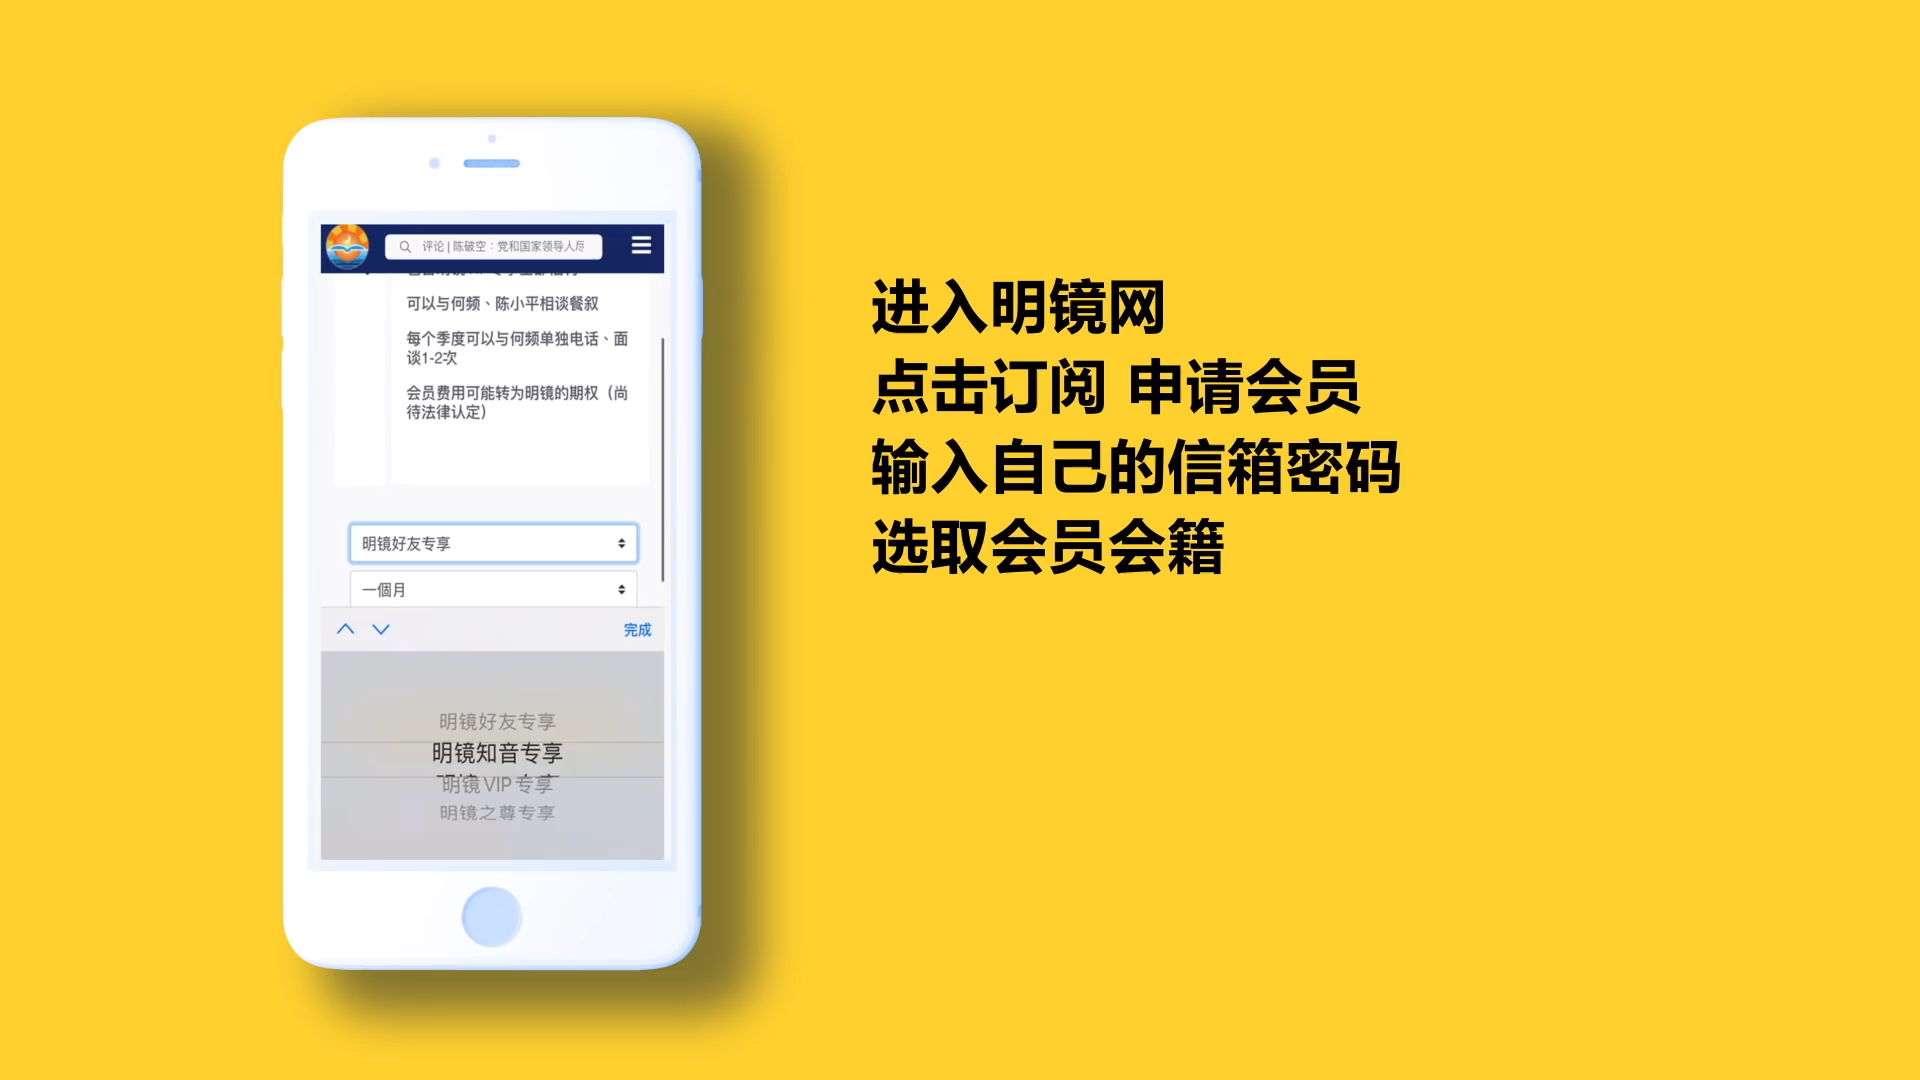 评论 | 陈破空：党和国家领导人尽
可以与何频、陈小平相谈餐叙
每个季度可以与何频单独电话、面
谈1-2次
会员费用可能转为明镜的期权（尚
待法律认定）
明镜好友专享
一個月
完成
明镜好友专享
明镜知音专享
明镜 VIP 专享
明镜之尊专享
进入明镜网
点击订阅 申请会员
输入自己的信箱密码
选取会员会籍